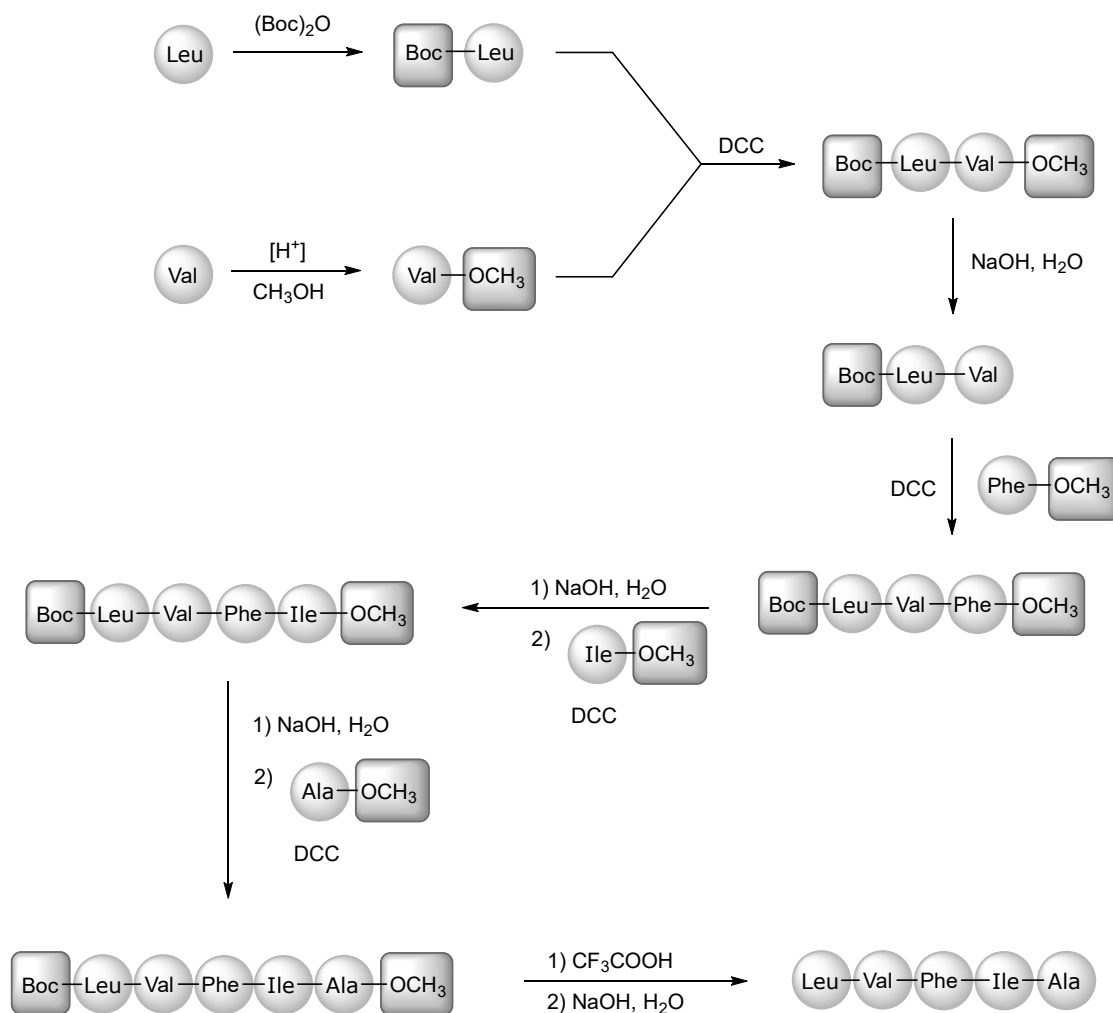 Leu
(Boc)₂O
Boc Leu
DCC
Boc Leu Val OCH₃
Val
[H⁺]
CH₃OH
Val OCH₃
NaOH, H₂O
Boc Leu Val
DCC
Phe OCH₃
Boc Leu Val Phe OCH₃
1) NaOH, H₂O
2) Ile OCH₃
DCC
Boc Leu Val Phe Ile OCH₃
1) NaOH, H₂O
2) Ala OCH₃
DCC
Boc Leu Val Phe Ile Ala OCH₃
1) CF₃COOH
2) NaOH, H₂O
Leu Val Phe Ile Ala